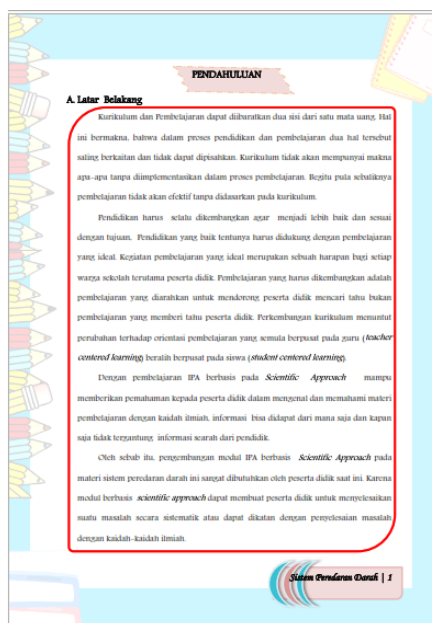 PENDAHULUAN
A. Latar Belakang
Kurikulum dan Pembelajaran dapat diibaratkan dua sisi dari satu mata uang. Hal
ini bermakna, bahwa dalam proses pendidikan dan pembelajaran dua hal tersebut
saling berkaitan dan tidak dapat dipisahkan. Kurikulum tidak akan mempunyai makna
apa-apa tanpa diimplementasikan dalam proses pembelajaran. Begitu pula sebaliknya
pembelajaran tidak akan efektif tanpa didasarkan pada kurikulum.
Pendidikan harus selalu dikembangkan agar menjadi lebih baik dan sesuai
dengan tujuan. Pendidikan yang baik tentunya harus didukung dengan pembelajaran
yang ideal. Kegiatan pembelajaran yang ideal merupakan sebuah harapan bagi setiap
warga sekolah terutama peserta didik. Pembelajaran yang harus dikembangkan adalah
pembelajaran yang diarahkan untuk mendorong peserta didik mencari tahu bukan
pembelajaran yang memberi tahu peserta didik. Perkembangan kurikulum menuntut
perubahan terhadap orientasi pembelajaran yang semula berpusat pada guru (teacher
centered learning) beralih berpusat pada siswa (student centered learning).
Dengan pembelajaran IPA berbasis pada Scientific Approach mampu
memberikan pemahaman kepada peserta didik dalam mengenal dan memahami materi
pembelajaran dengan kaidah ilmiah, informasi bisa didapat dari mana saja dan kapan
saja tidak tergantung informasi searah dari pendidik.
Oleh sebab itu, pengembangan modul IPA berbasis Scientific Approach pada
materi sistem peredaran darah ini sangat dibutuhkan oleh peserta didik saat ini. Karena
modul berbasis scientific approach dapat membuat peserta didik untuk menyelesaikan
suatu masalah secara sistematik atau dapat dikatan dengan penyelesaian masalah
dengan kaidah-kaidah ilmiah.
Sistem Peredaran Darah | 1